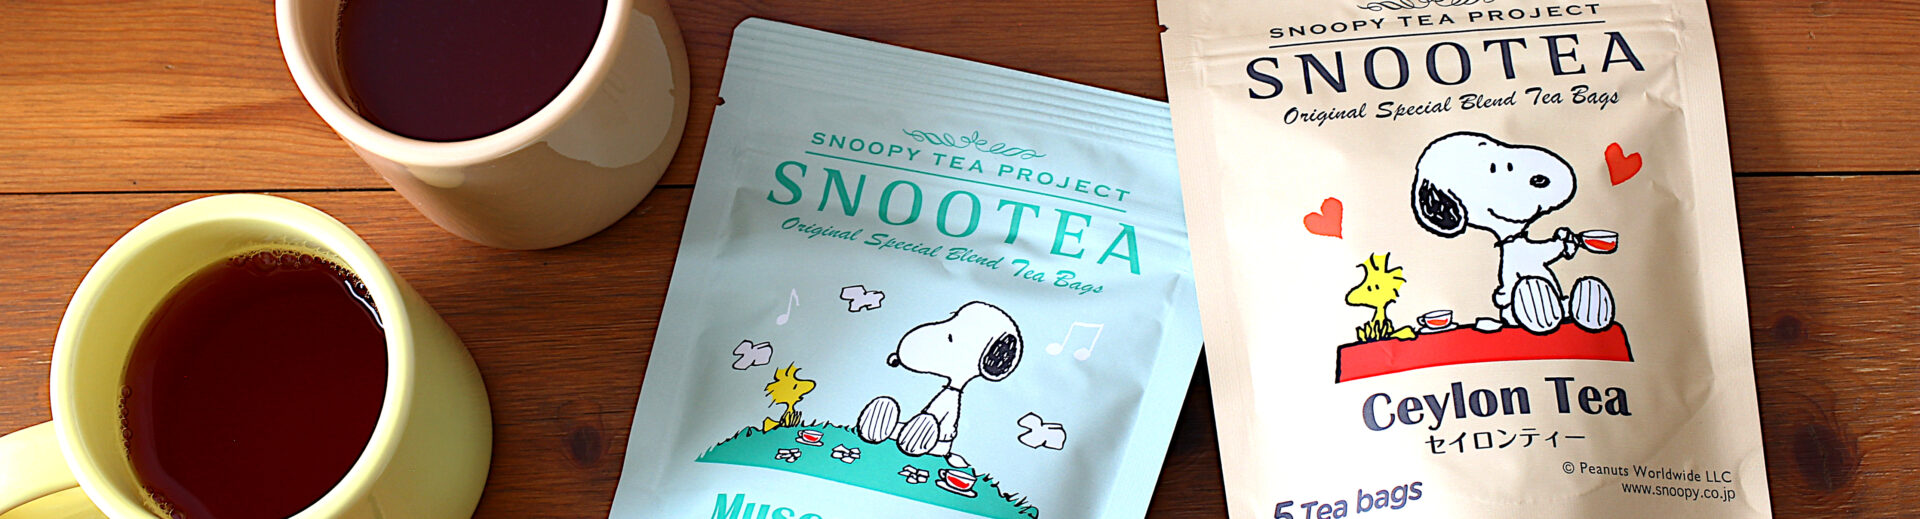 SNOOPY TEA PROJECT
SNOOTEA
Original Special Blend Tea Bags
SNOOPY TEA PROJECT
SNOOTEA
Original Special Blend Tea Bags
Ceylon Tea
セイロンティー
© Peanuts Worldwide LLC
www.snoopy.co.jp
5 Tea bags